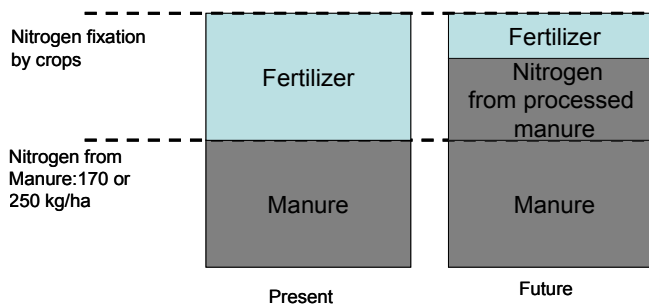 Nitrogen fixation
by crops
Nitrogen from
Manure:170 or
250 kg/ha
Fertilizer
Manure
Present
Fertilizer
Nitrogen
from processed
manure
Manure
Future